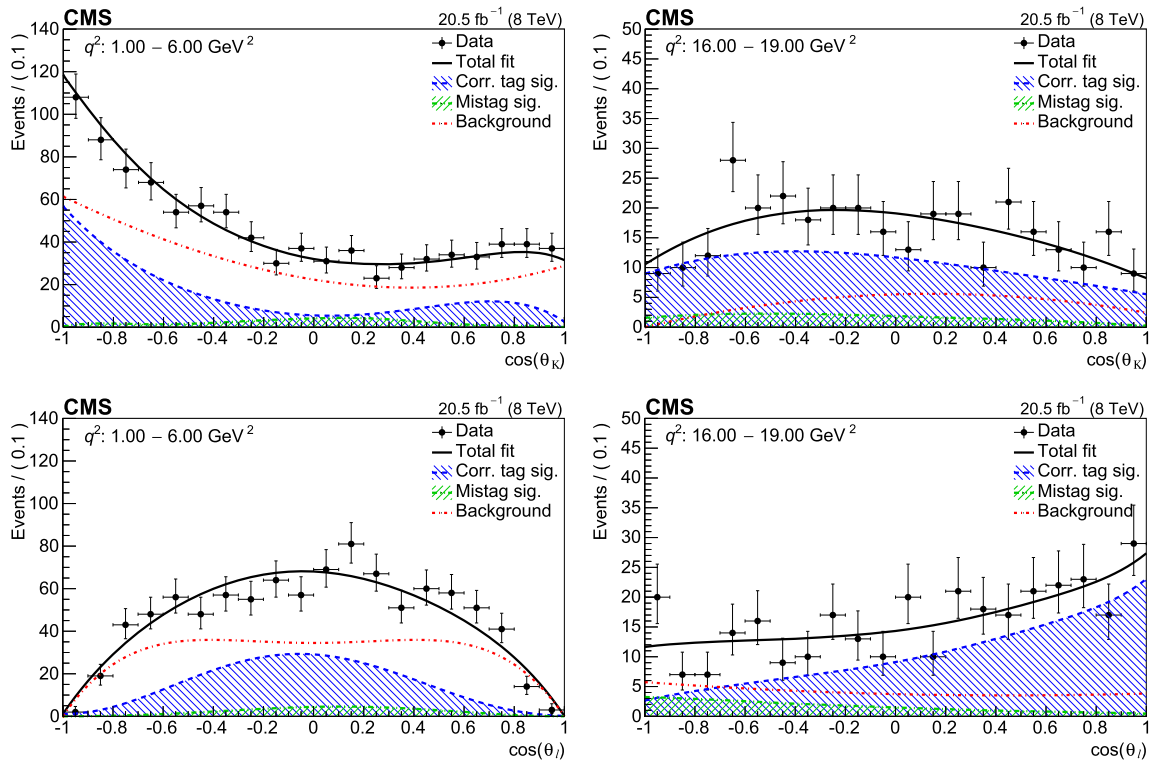 CMS
20.5 fb⁻¹ (8 TeV)
q²: 1.00 – 6.00 GeV²
Data
Total fit
Corr. tag sig.
Mistag sig.
Background
Events / ( 0.1 )
140
120
100
80
60
40
20
0
-1 -0.8 -0.6 -0.4 -0.2 0 0.2 0.4 0.6 0.8 1
cos(θK)
CMS
20.5 fb⁻¹ (8 TeV)
q²: 16.00 – 19.00 GeV²
Data
Total fit
Corr. tag sig.
Mistag sig.
Background
Events / ( 0.1 )
50
45
40
35
30
25
20
15
10
5
0
-1 -0.8 -0.6 -0.4 -0.2 0 0.2 0.4 0.6 0.8 1
cos(θK)
CMS
20.5 fb⁻¹ (8 TeV)
q²: 1.00 – 6.00 GeV²
Data
Total fit
Corr. tag sig.
Mistag sig.
Background
Events / ( 0.1 )
140
120
100
80
60
40
20
0
-1 -0.8 -0.6 -0.4 -0.2 0 0.2 0.4 0.6 0.8 1
cos(θl)
CMS
20.5 fb⁻¹ (8 TeV)
q²: 16.00 – 19.00 GeV²
Data
Total fit
Corr. tag sig.
Mistag sig.
Background
Events / ( 0.1 )
50
45
40
35
30
25
20
15
10
5
0
-1 -0.8 -0.6 -0.4 -0.2 0 0.2 0.4 0.6 0.8 1
cos(θl)